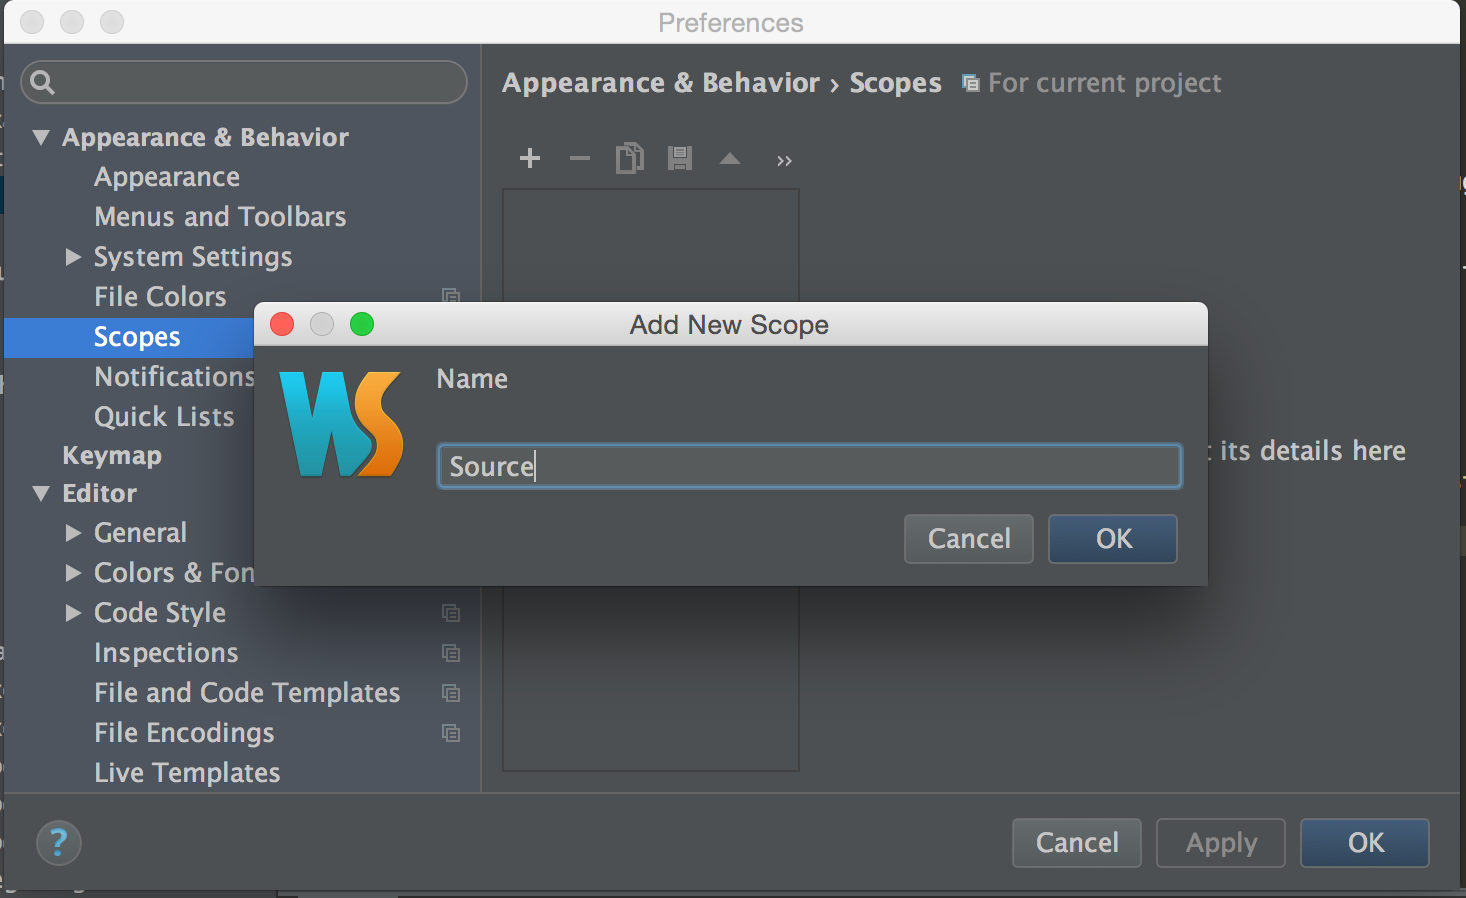 Preferences
Appearance & Behavior › Scopes For current project
Appearance & Behavior
Appearance
Menus and Toolbars
System Settings
File Colors
Scopes
Notifications
Quick Lists
Keymap
Editor
General
Colors & Fon
Code Style
Inspections
File and Code Templates
File Encodings
Live Templates
Add New Scope
WS
Name
Source
Cancel OK
its details here
?
Cancel Apply OK